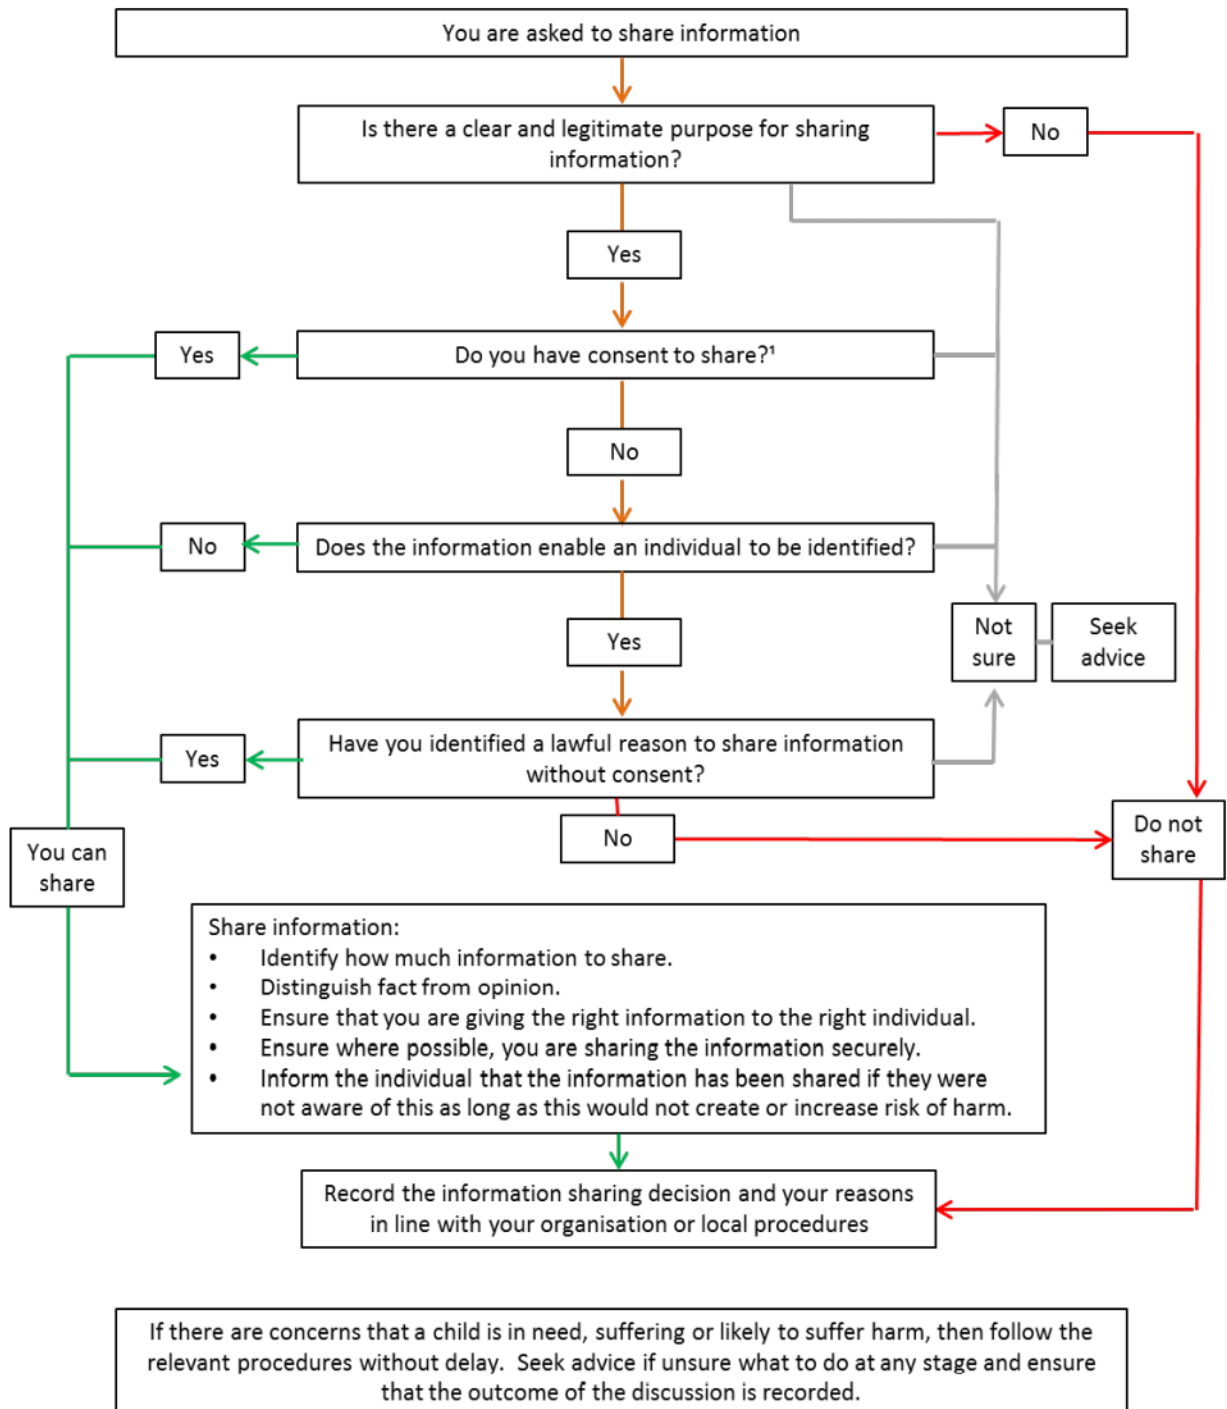 You are asked to share information
Is there a clear and legitimate purpose for sharing
information?
No
Yes
Do you have consent to share?¹
Yes
No
Does the information enable an individual to be identified?
No
Yes
Not
sure
Seek
advice
Have you identified a lawful reason to share information
without consent?
Yes
No
Do not
share
You can
share
Share information:
• Identify how much information to share.
• Distinguish fact from opinion.
• Ensure that you are giving the right information to the right individual.
• Ensure where possible, you are sharing the information securely.
• Inform the individual that the information has been shared if they were
not aware of this as long as this would not create or increase risk of harm.
Record the information sharing decision and your reasons
in line with your organisation or local procedures
If there are concerns that a child is in need, suffering or likely to suffer harm, then follow the
relevant procedures without delay. Seek advice if unsure what to do at any stage and ensure
that the outcome of the discussion is recorded.